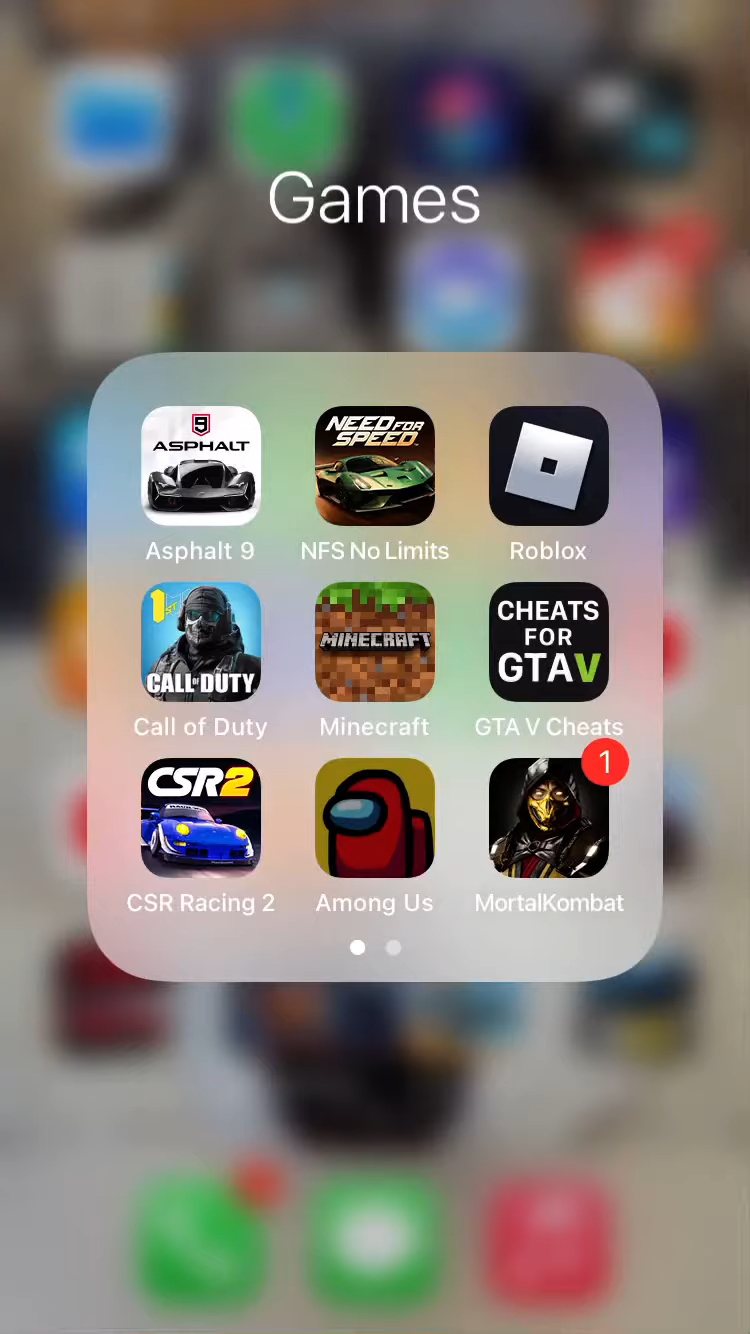 Games
9
ASPHALT
NEED FOR
SPEED
Asphalt 9
NFS No Limits
Roblox
1ST
CALL OF DUTY
MINECRAFT
CHEATS
FOR
GTAV
Call of Duty
Minecraft
GTA V Cheats
CSR2
1
CSR Racing 2
Among Us
MortalKombat